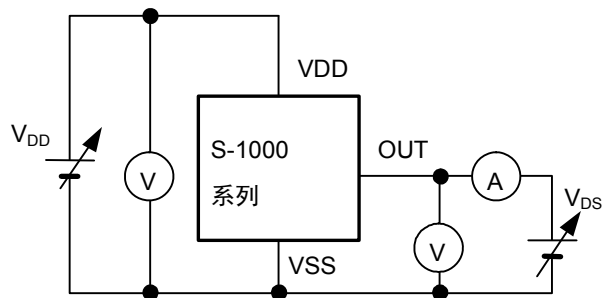 VDD
V_DD
S-1000
系列
OUT
V
A
V_DS
V
VSS